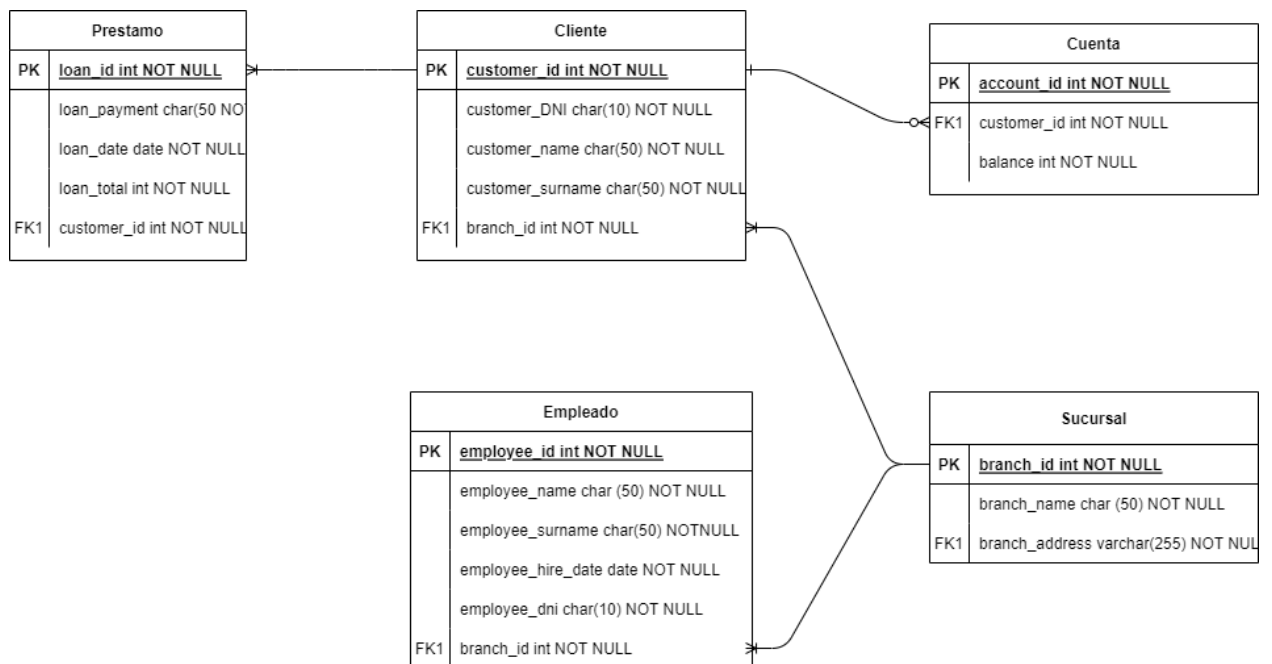 Prestamo
PK loan_id int NOT NULL
loan_payment char(50 NO
loan_date date NOT NULL
loan_total int NOT NULL
FK1 customer_id int NOT NULL
Cliente
PK customer_id int NOT NULL
customer_DNI char(10) NOT NULL
customer_name char(50) NOT NULL
customer_surname char(50) NOT NULL
FK1 branch_id int NOT NULL
Cuenta
PK account_id int NOT NULL
FK1 customer_id int NOT NULL
balance int NOT NULL
Empleado
PK employee_id int NOT NULL
employee_name char (50) NOT NULL
employee_surname char(50) NOTNULL
employee_hire_date date NOT NULL
employee_dni char(10) NOT NULL
FK1 branch_id int NOT NULL
Sucursal
PK branch_id int NOT NULL
branch_name char (50) NOT NULL
FK1 branch_address varchar(255) NOT NUL